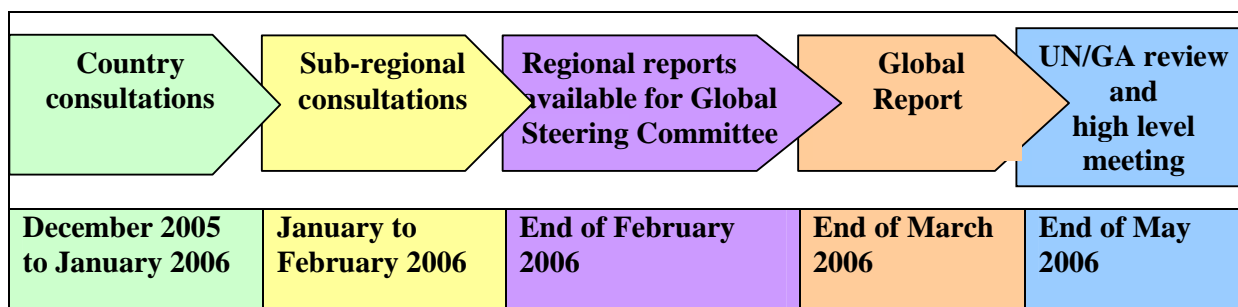 Country
consultations
Sub-regional
consultations
Regional reports
available for Global
Steering Committee
Global
Report
UN/GA review
and
high level
meeting
December 2005
to January 2006
January to
February 2006
End of February
2006
End of March
2006
End of May
2006